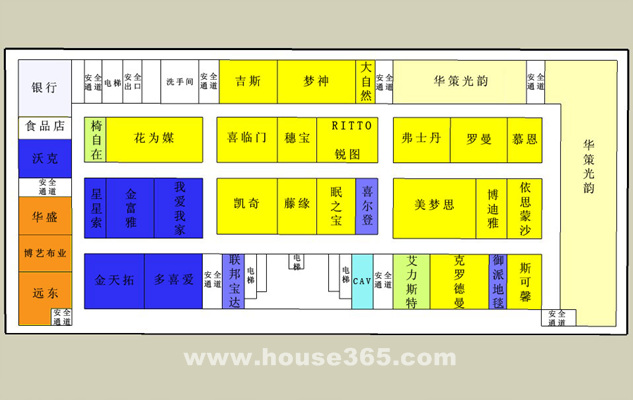 银行
安全通道
电梯
安全出口
洗手间
安全通道
吉斯
梦神
大自然
安全通道
华策光韵
安全通道
食品店
椅自在
花为媒
喜临门
穗宝
RITTO
锐图
弗士丹
罗曼
慕恩
华策光韵
沃克
安全通道
星星索
金富雅
我爱我家
凯奇
藤缘
眠之宝
喜尔登
美梦思
博迪雅
依思蒙沙
华盛
博艺布业
远东
安全通道
金天拓
多喜爱
安全通道
联邦宝达
电梯
电梯
电梯
CAV
安全通道
艾力斯特
克罗德曼
御派地毯
斯可馨
安全通道
www.house365.com